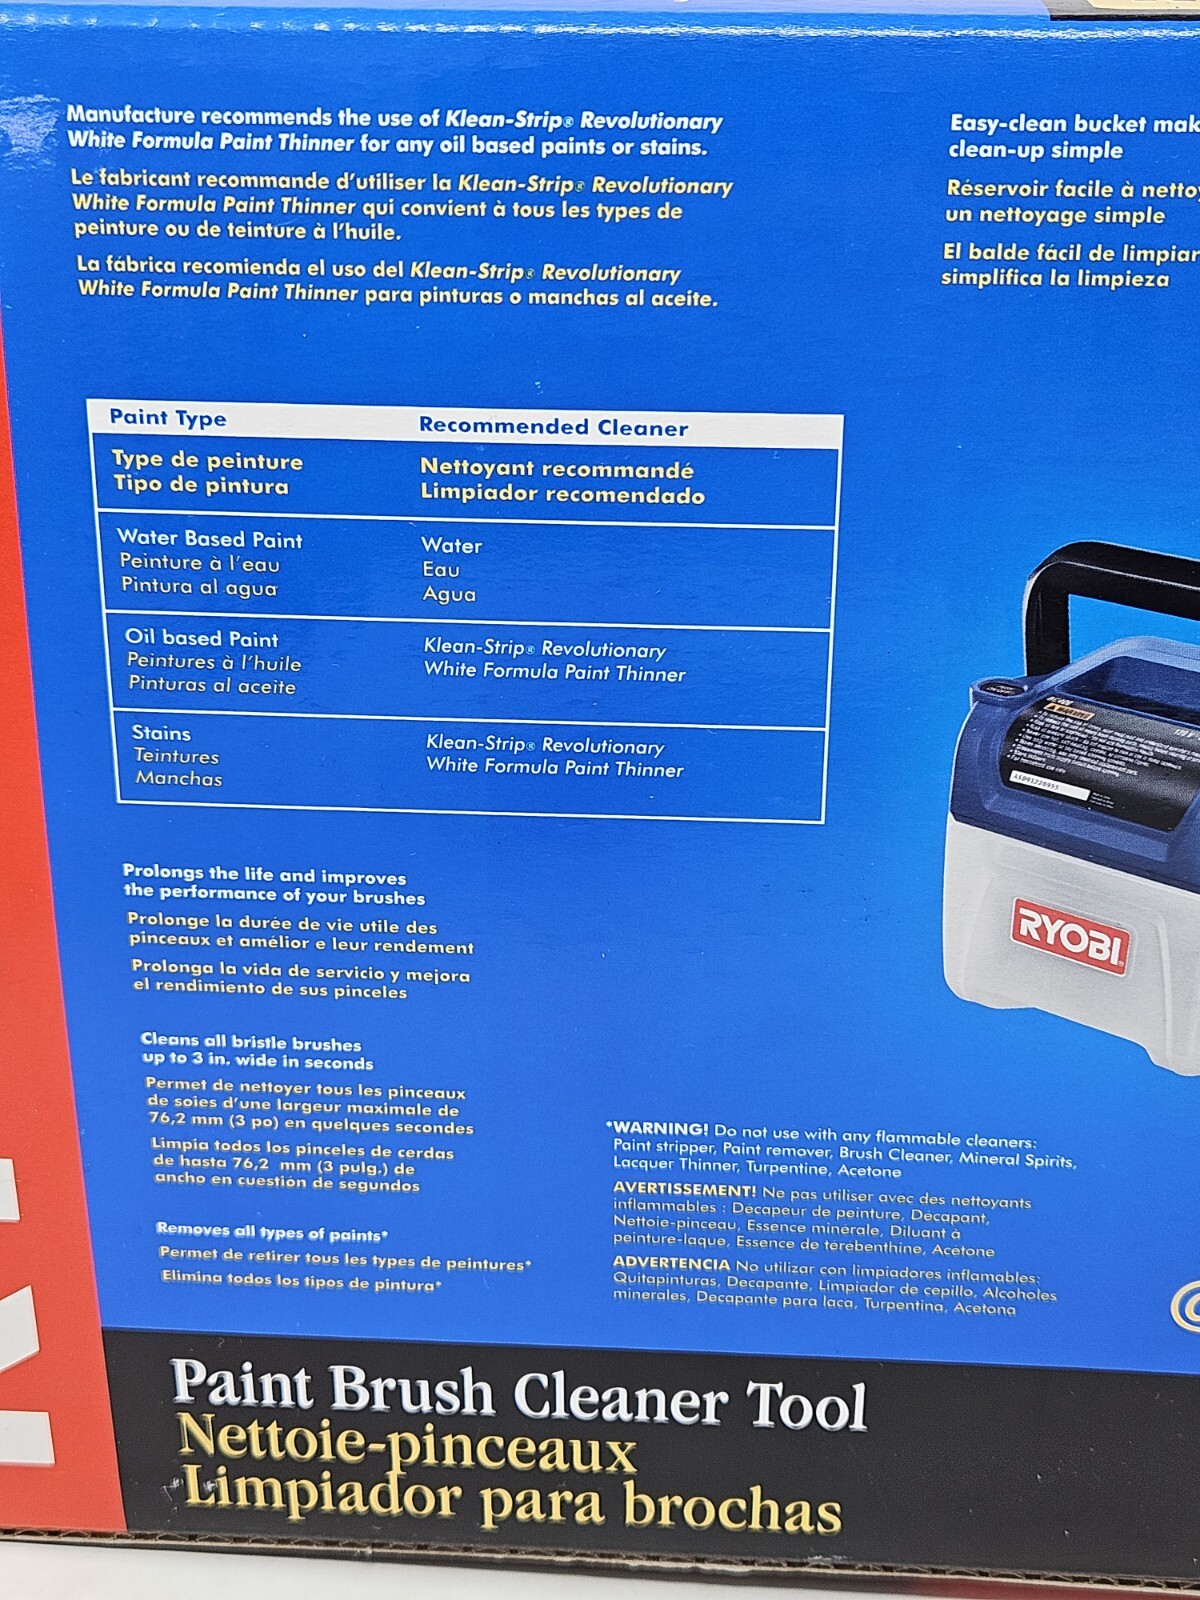 Manufacture recommends the use of Klean-Strip® Revolutionary
White Formula Paint Thinner for any oil based paints or stains.
Le fabricant recommande d'utiliser la Klean-Strip® Revolutionary
White Formula Paint Thinner qui convient à tous les types de
peinture ou de teinture à l'huile.
La fábrica recomienda el uso del Klean-Strip® Revolutionary
White Formula Paint Thinner para pinturas o manchas al aceite.
Easy-clean bucket mak
clean-up simple
Réservoir facile à netto
un nettoyage simple
El balde fácil de limpiar
simplifica la limpieza
Paint Type Recommended Cleaner
Type de peinture Nettoyant recommandé
Tipo de pintura Limpiador recomendado
Water Based Paint Water
Peinture à l'eau Eau
Pintura al agua Agua
Oil based Paint Klean-Strip® Revolutionary
Peintures à l'huile White Formula Paint Thinner
Pinturas al aceite
Stains Klean-Strip® Revolutionary
Teintures White Formula Paint Thinner
Manchas
RYOBI
Prolongs the life and improves
the performance of your brushes
Prolonge la durée de vie utile des
pinceaux et amélior e leur rendement
Prolonga la vida de servicio y mejora
el rendimiento de sus pinceles
Cleans all bristle brushes
up to 3 in. wide in seconds
Permet de nettoyer tous les pinceaux
de soies d'une largeur maximale de
76,2 mm (3 po) en quelques secondes
Limpia todos los pinceles de cerdas
de hasta 76,2 mm (3 pulg.) de
ancho en cuestión de segundos
Removes all types of paints*
Permet de retirer tous les types de peintures*
Elimina todos los tipos de pintura*
*WARNING! Do not use with any flammable cleaners:
Paint stripper, Paint remover, Brush Cleaner, Mineral Spirits,
Lacquer Thinner, Turpentine, Acetone
AVERTISSEMENT! Ne pas utiliser avec des nettoyants
inflammables : Décapeur de peinture, Décapant,
Nettoie-pinceau, Essence minérale, Diluant à
peinture-laque, Essence de térébenthine, Acétone
ADVERTENCIA No utilizar con limpiadores inflamables:
Quitapinturas, Decapante, Limpiador de cepillo, Alcoholes
minerales, Decapante para laca, Turpentina, Acetona
Paint Brush Cleaner Tool
Nettoie-pinceaux
Limpiador para brochas